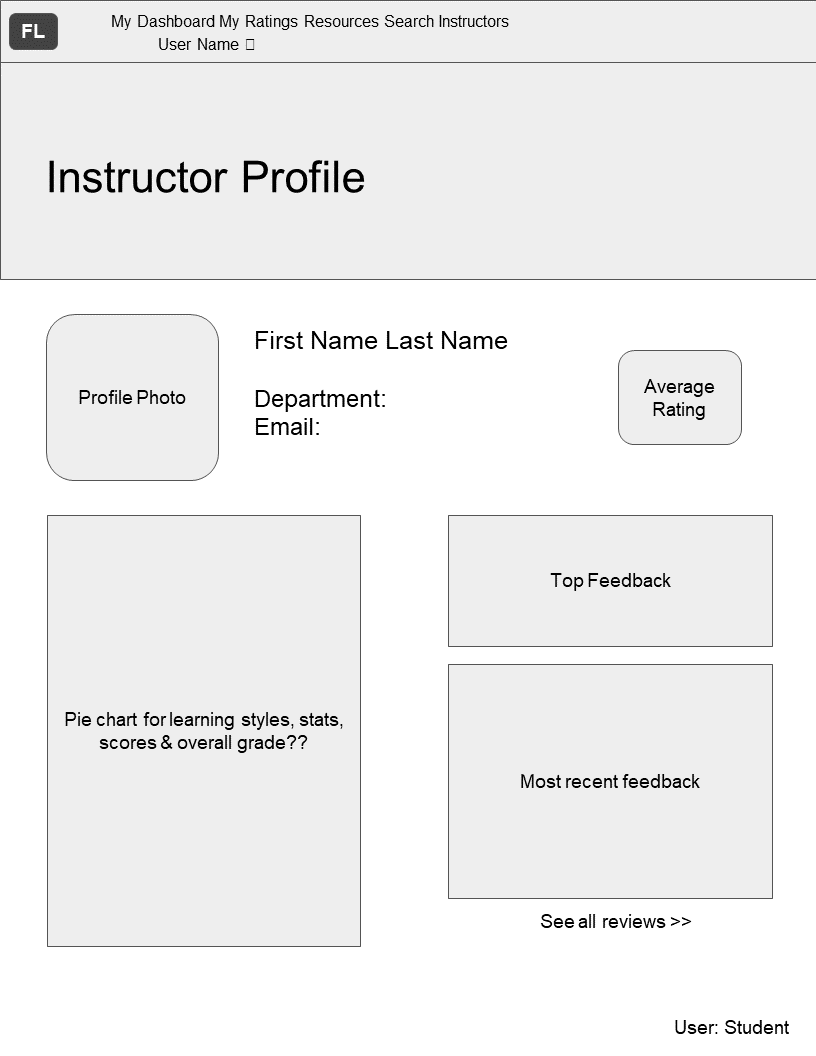 FL
My Dashboard My Ratings Resources Search Instructors
User Name
Instructor Profile
Profile Photo
First Name Last Name
Department:
Email:
Average
Rating
Pie chart for learning styles, stats,
scores & overall grade??
Top Feedback
Most recent feedback
See all reviews >>
User: Student